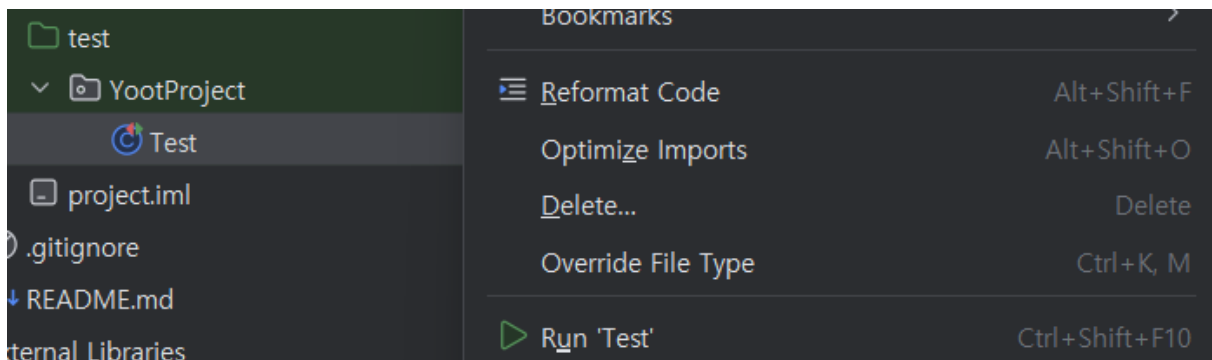 test
YootProject
Test
project.iml
.gitignore
README.md
ternal Libraries
Bookmarks
Reformat Code Alt+Shift+F
Optimize Imports Alt+Shift+O
Delete... Delete
Override File Type Ctrl+K, M
Run 'Test' Ctrl+Shift+F10